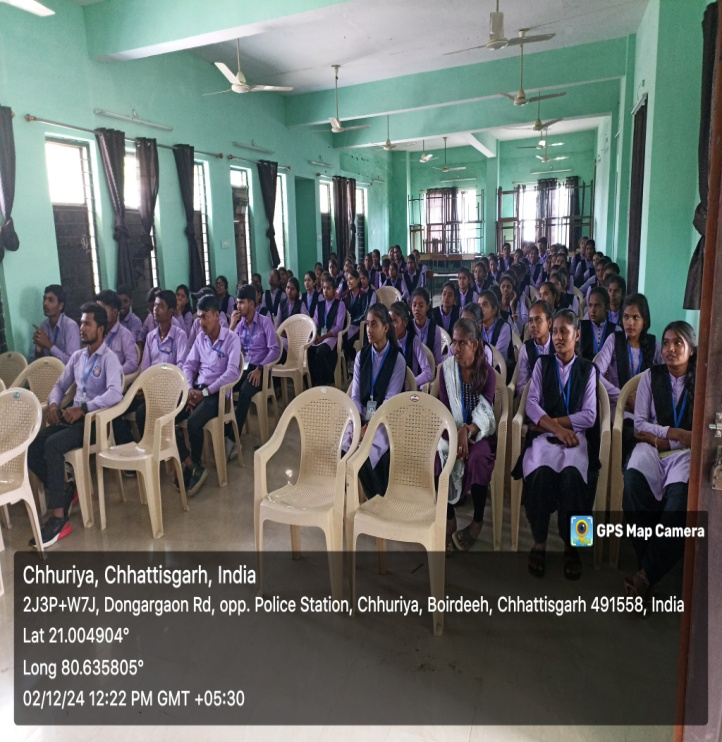 GPS Map Camera
Chhuriya, Chhattisgarh, India
2J3P+W7J, Dongargaon Rd, opp. Police Station, Chhuriya, Boirdeeh, Chhattisgarh 491558, India
Lat 21.004904°
Long 80.635805°
02/12/24 12:22 PM GMT +05:30